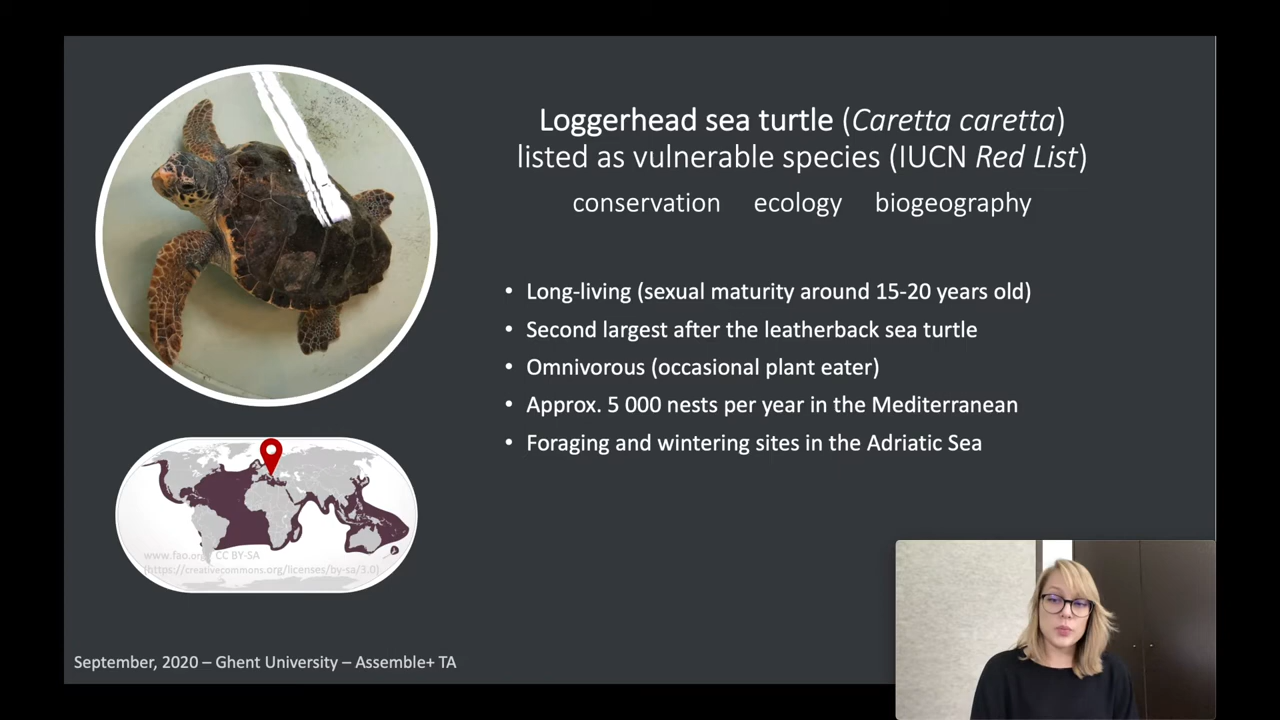 Loggerhead sea turtle (Caretta caretta)
listed as vulnerable species (IUCN Red List)
conservation ecology biogeography
• Long-living (sexual maturity around 15-20 years old)
• Second largest after the leatherback sea turtle
• Omnivorous (occasional plant eater)
• Approx. 5 000 nests per year in the Mediterranean
• Foraging and wintering sites in the Adriatic Sea
www.fao.org / CC BY-SA
(https://creativecommons.org/licenses/by-sa/3.0)
September, 2020 – Ghent University – Assemble+ TA